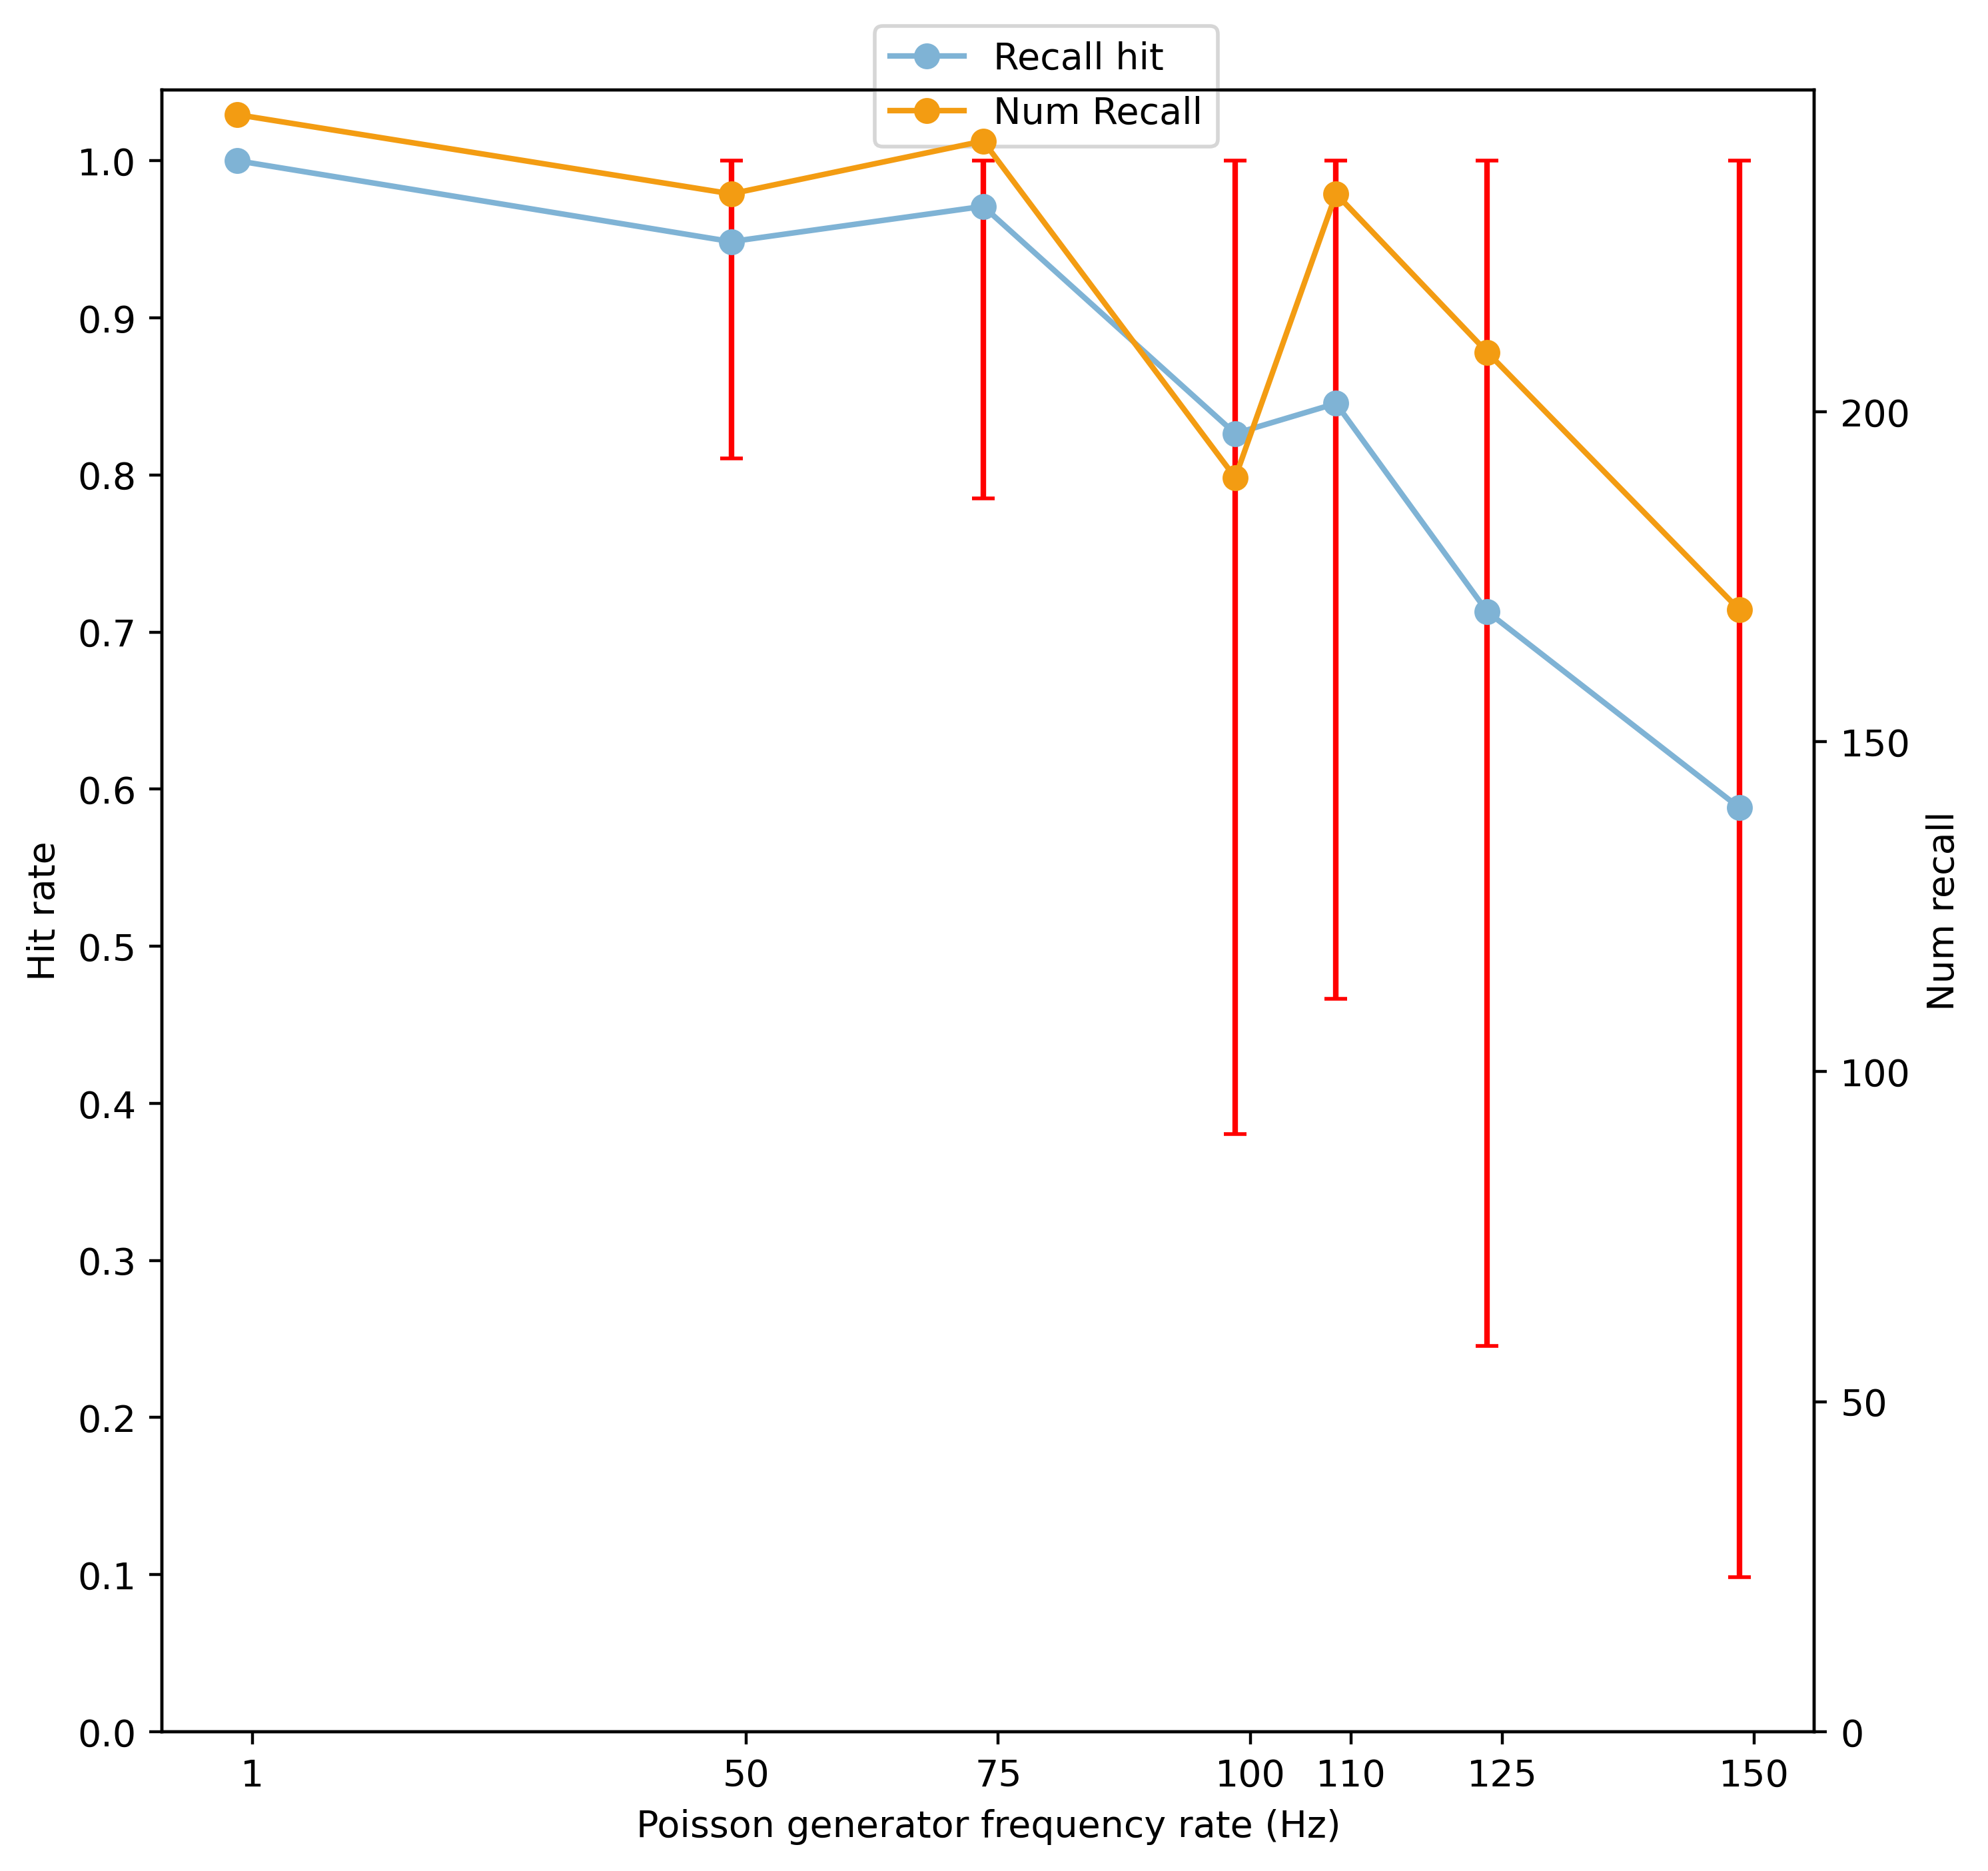 Recall hit
Num Recall
1.0
0.9
0.8
0.7
0.6
0.5
0.4
0.3
0.2
0.1
0.0
Hit rate
200
150
100
50
0
Num recall
1 50 75 100 110 125 150
Poisson generator frequency rate (Hz)